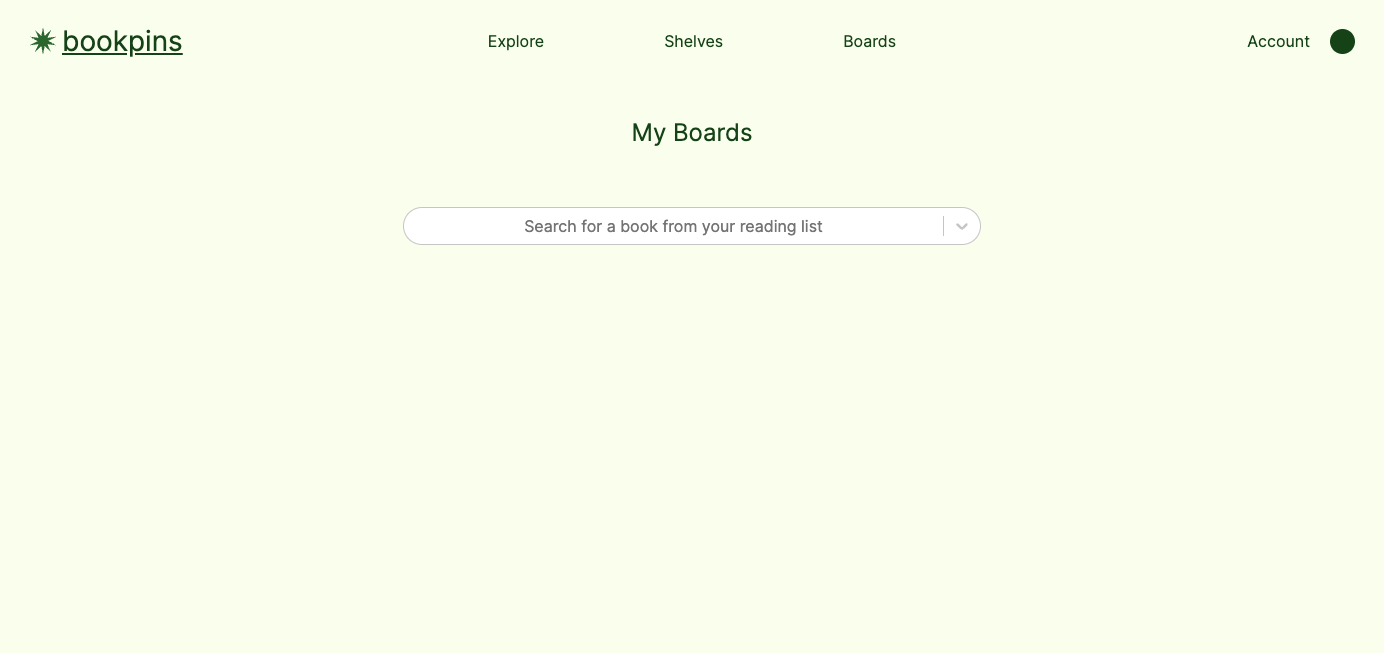 bookpins
Explore
Shelves
Boards
Account
My Boards
Search for a book from your reading list